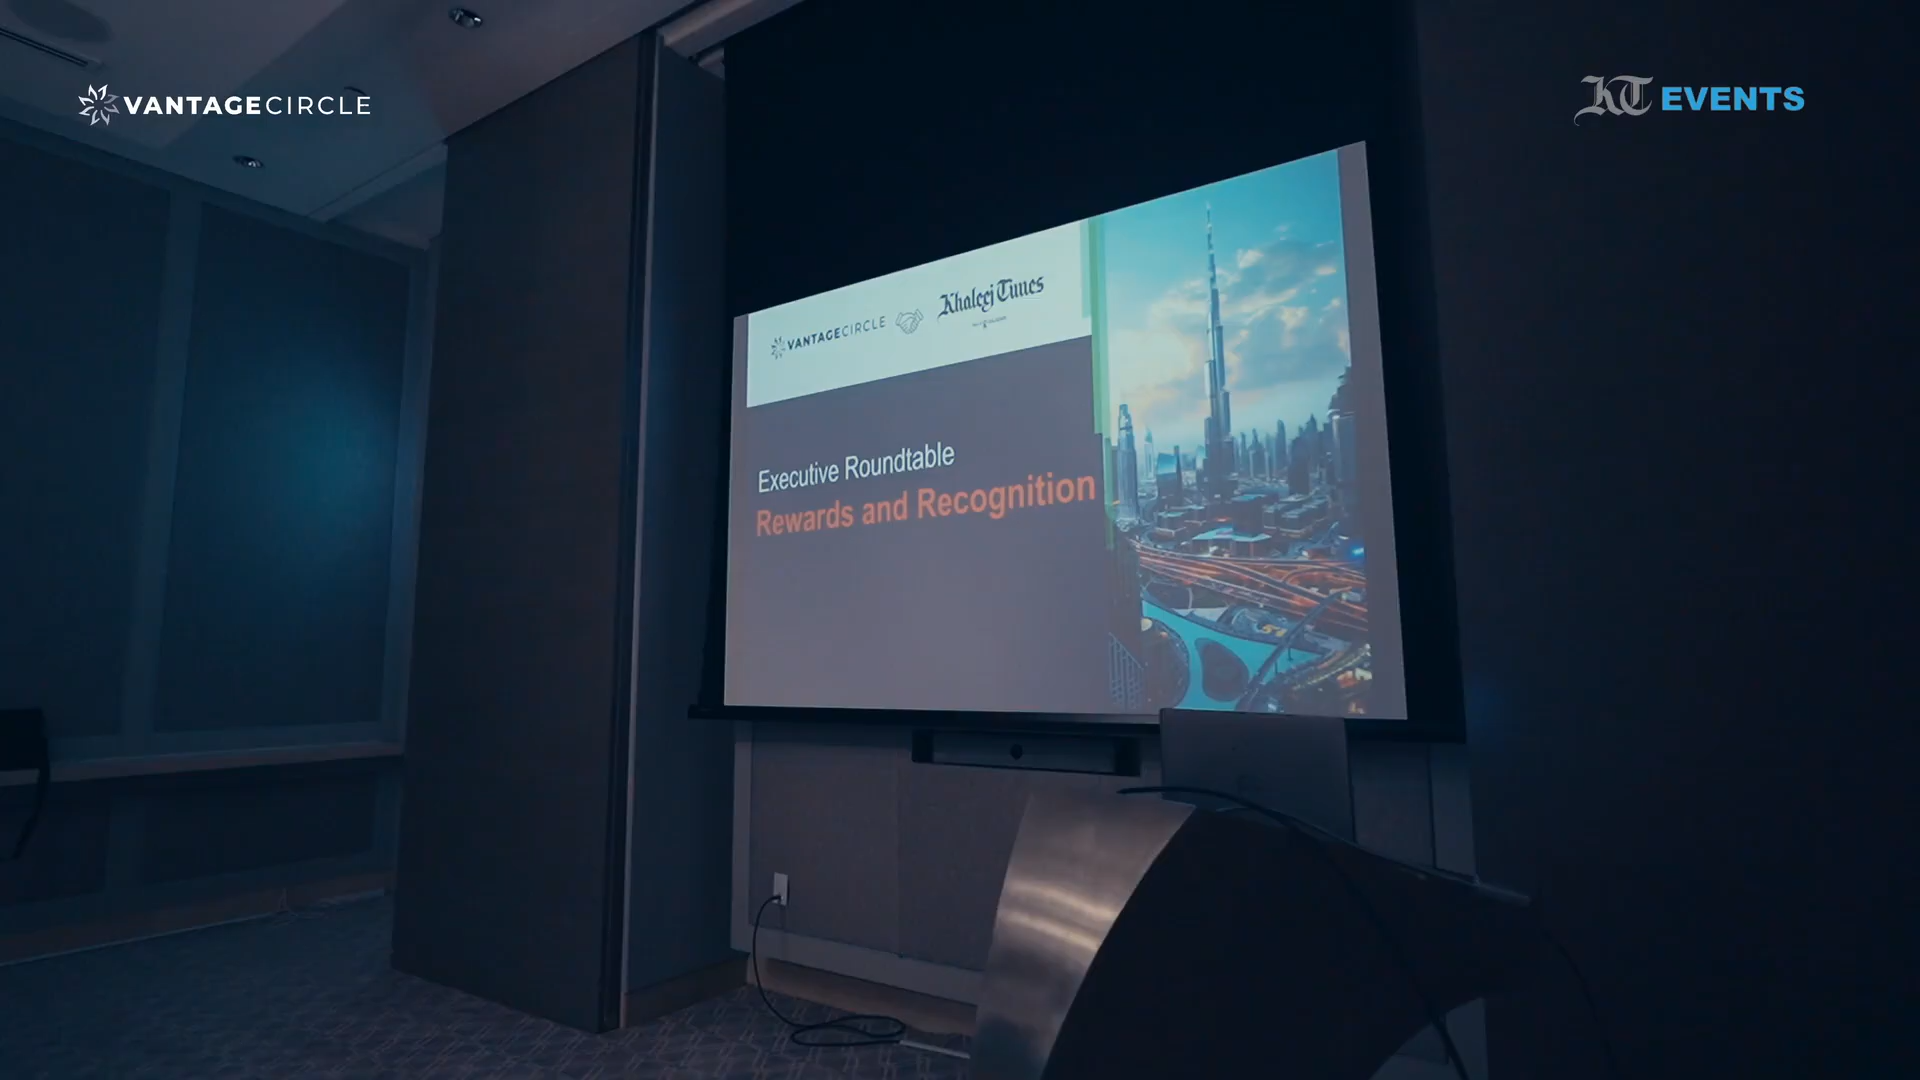 VANTAGECIRCLE
KT EVENTS
VANTAGECIRCLE
Khaleej Times
Executive Roundtable
Rewards and Recognition